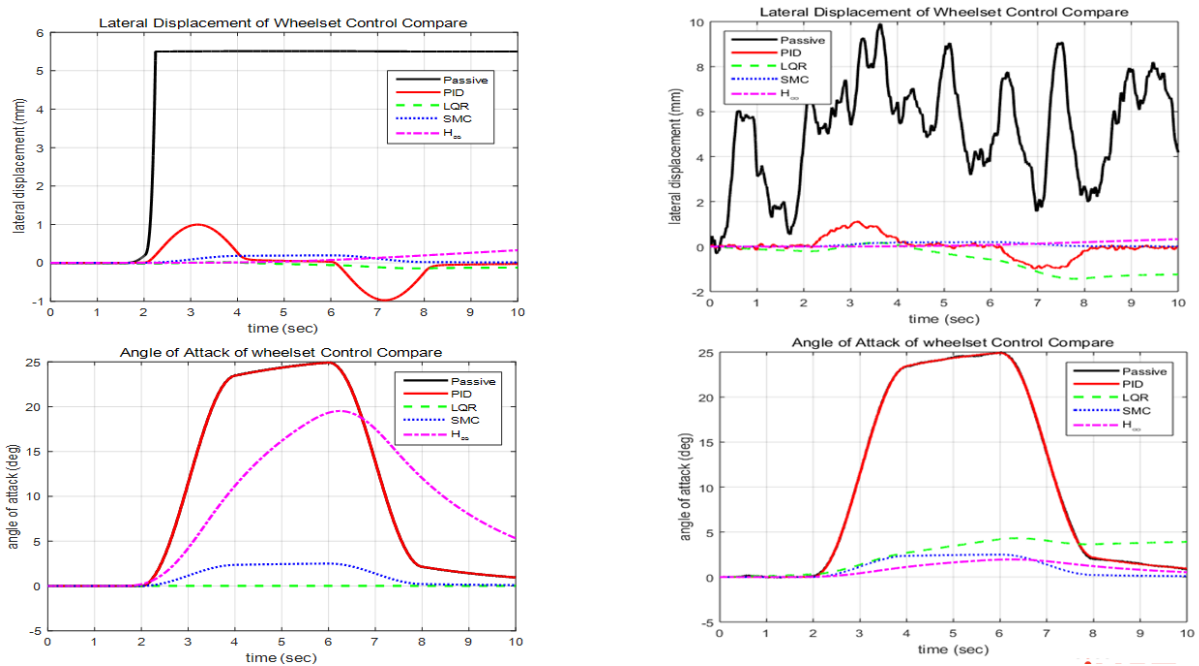 Lateral Displacement of Wheelset Control Compare
lateral displacement (mm)
6
5
4
3
2
1
0
-1
Passive
PID
LQR
SMC
H∞
0 1 2 3 4 5 6 7 8 9 10
time (sec)
Lateral Displacement of Wheelset Control Compare
lateral displacement (mm)
10
8
6
4
2
0
-2
Passive
PID
LQR
SMC
H∞
0 1 2 3 4 5 6 7 8 9 10
time (sec)
Angle of Attack of wheelset Control Compare
angle of attack (deg)
25
20
15
10
5
0
-5
Passive
PID
LQR
SMC
H∞
0 1 2 3 4 5 6 7 8 9 10
time (sec)
Angle of Attack of wheelset Control Compare
angle of attack (deg)
25
20
15
10
5
0
-5
Passive
PID
LQR
SMC
H∞
0 1 2 3 4 5 6 7 8 9 10
time (sec)